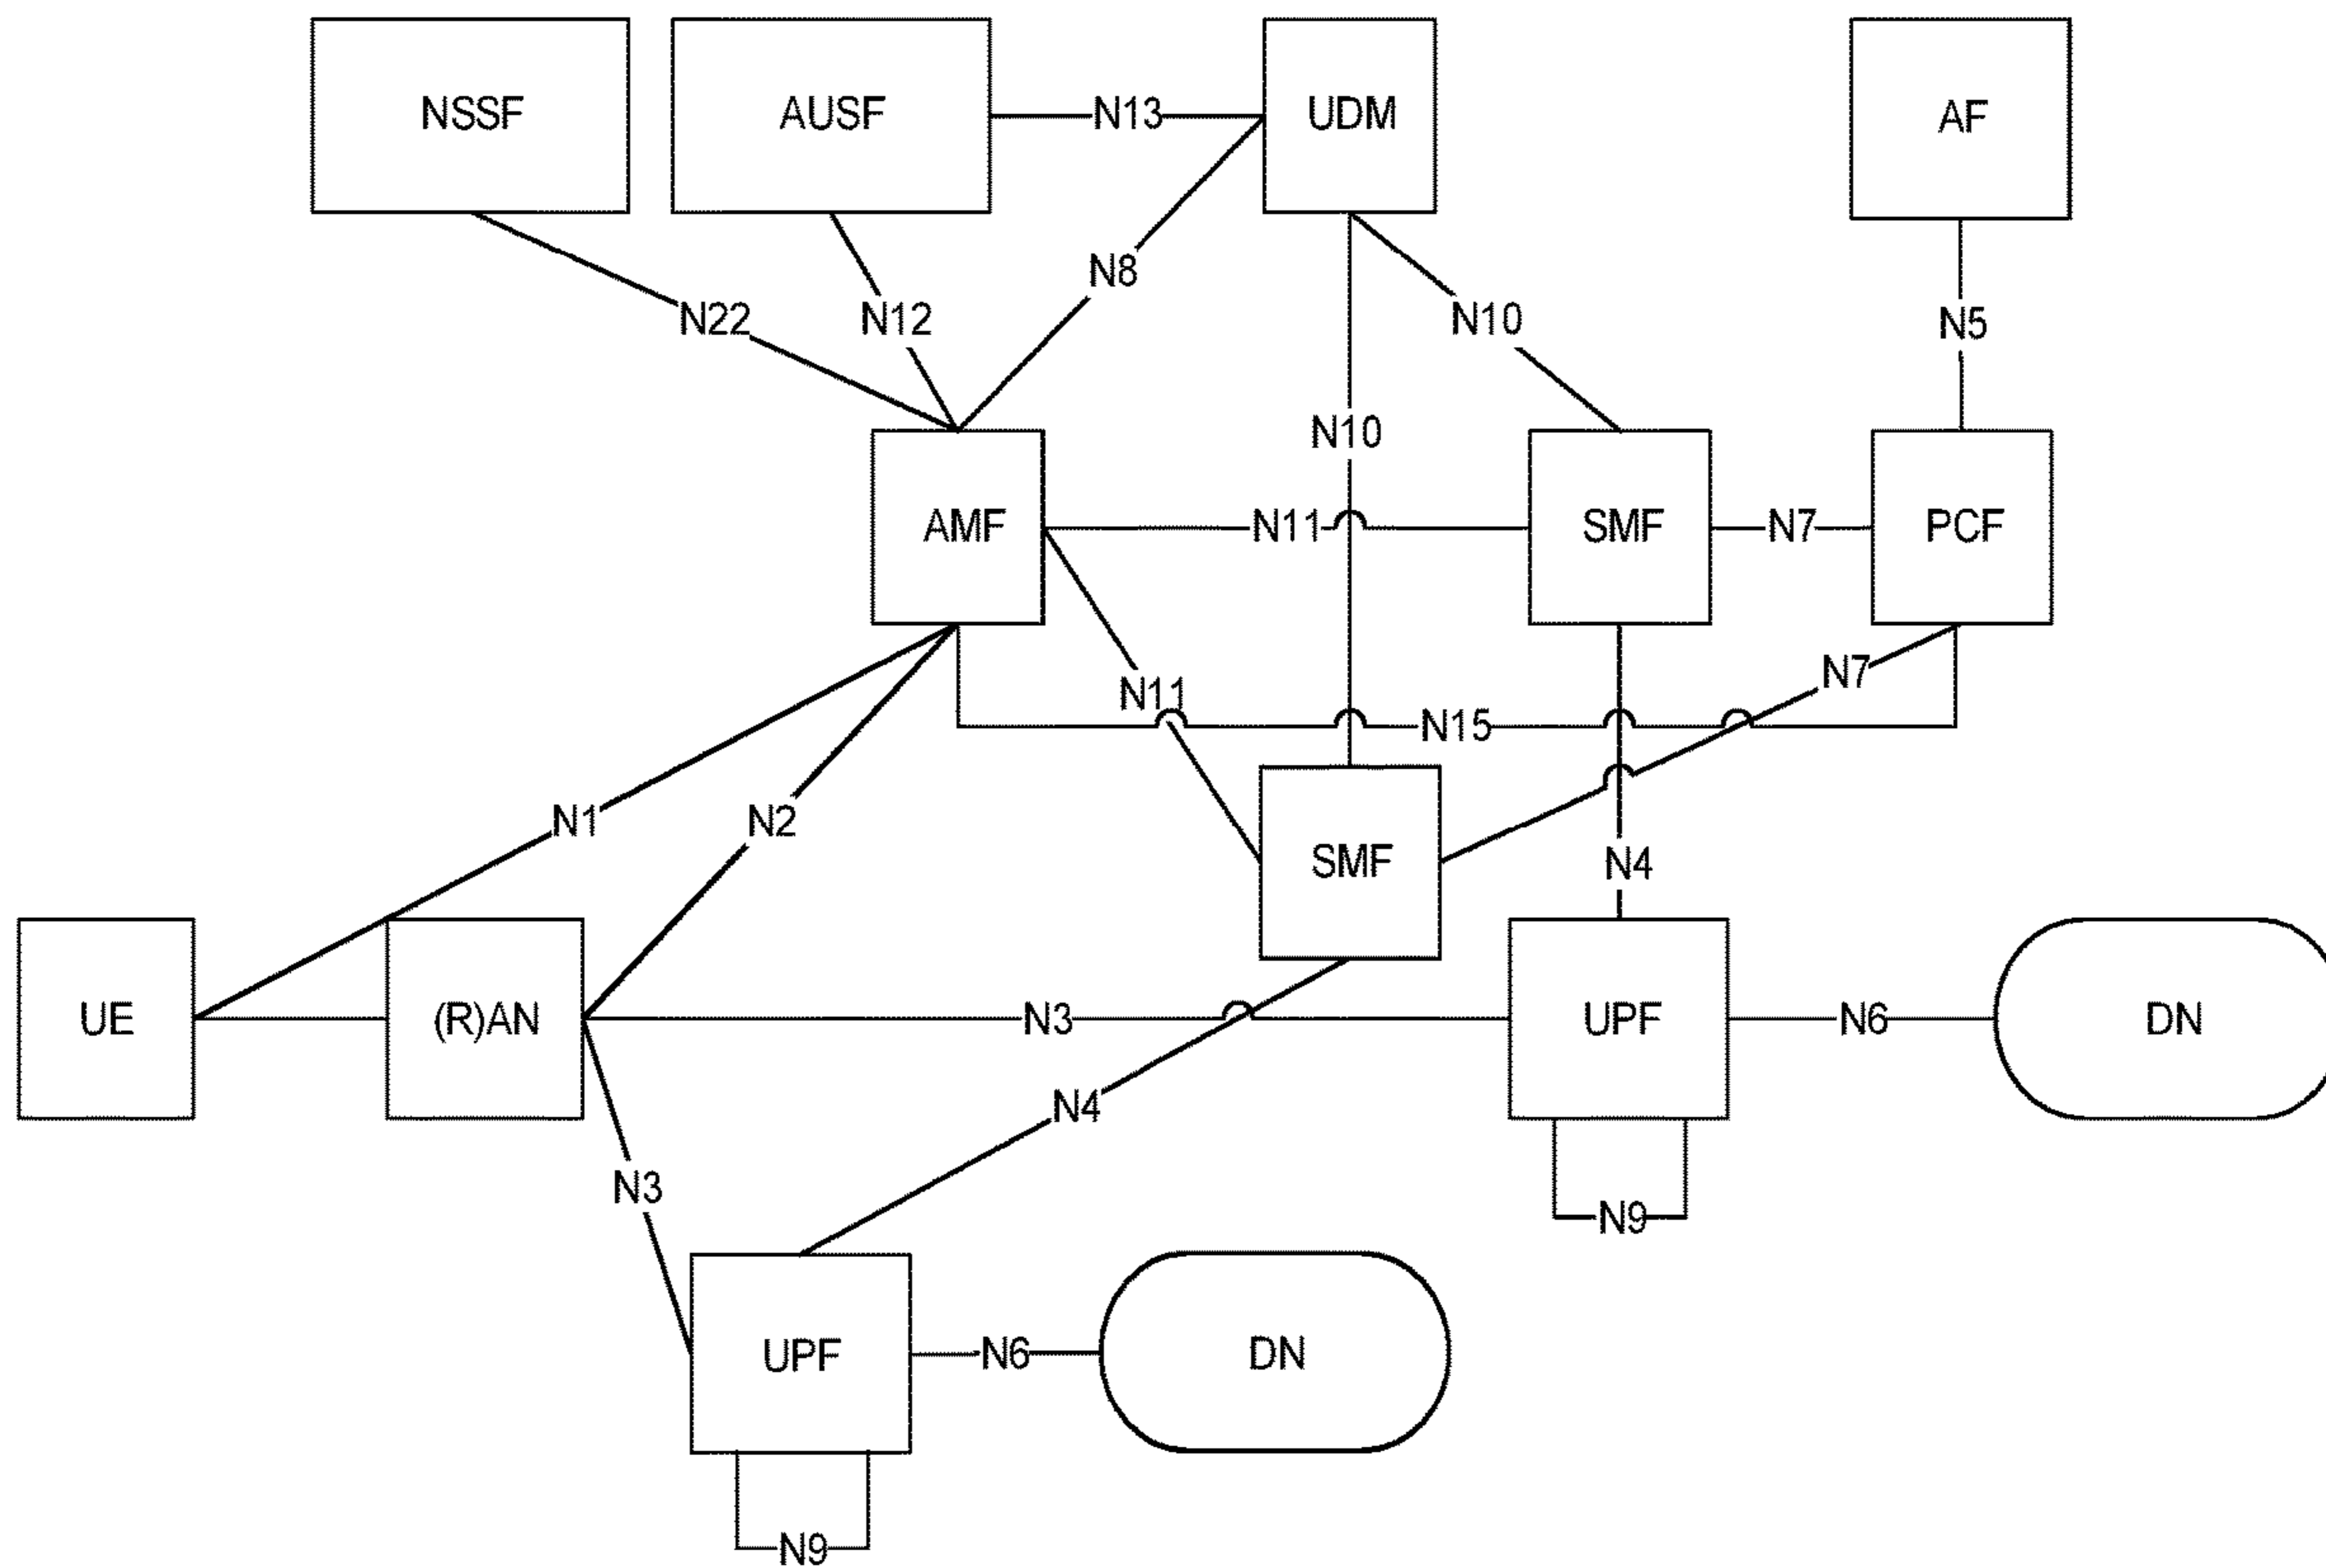 NSSF
AUSF
N13
UDM
AF
N8
N22
N12
N10
N5
N10
AMF
N11
SMF
N7
PCF
N7
N11
N15
N1
N2
SMF
N4
UE
(R)AN
N3
UPF
N6
DN
N4
N3
N9
UPF
N6
DN
N9